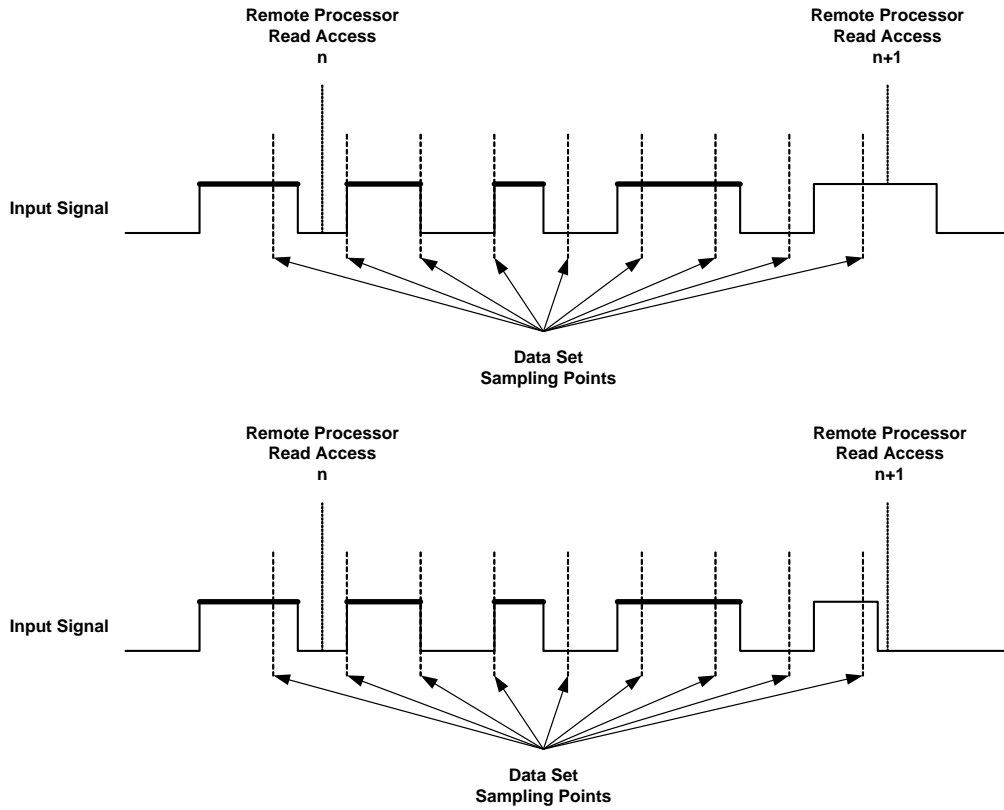 Remote Processor
Read Access
n
Remote Processor
Read Access
n+1
Input Signal
Data Set
Sampling Points
Remote Processor
Read Access
n
Remote Processor
Read Access
n+1
Input Signal
Data Set
Sampling Points